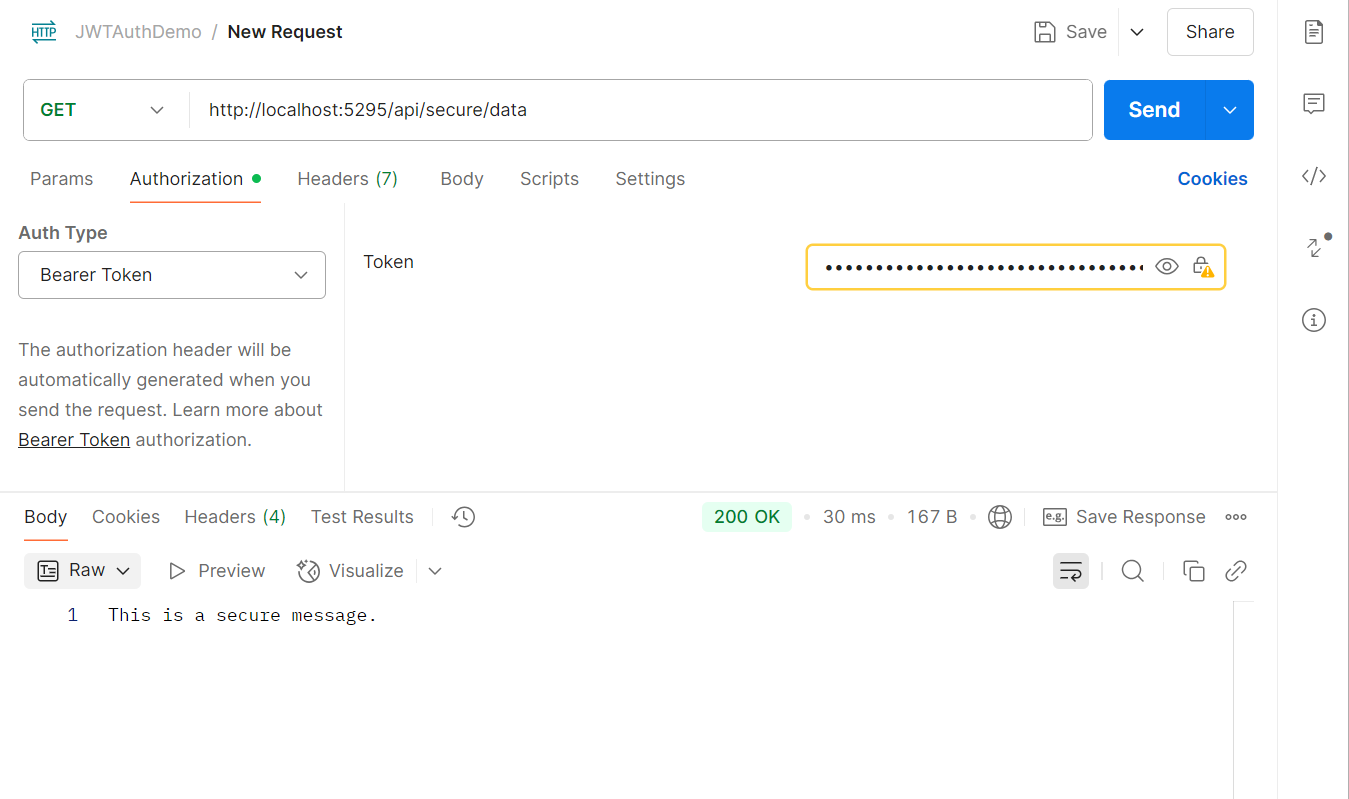 HTTP JWTAuthDemo / New Request Save Share
GET http://localhost:5295/api/secure/data Send
Params Authorization Headers (7) Body Scripts Settings Cookies
Auth Type
Bearer Token
Token
The authorization header will be
automatically generated when you
send the request. Learn more about
Bearer Token authorization.
Body Cookies Headers (4) Test Results 200 OK • 30 ms • 167 B • e.g. Save Response
Raw Preview Visualize
1 This is a secure message.